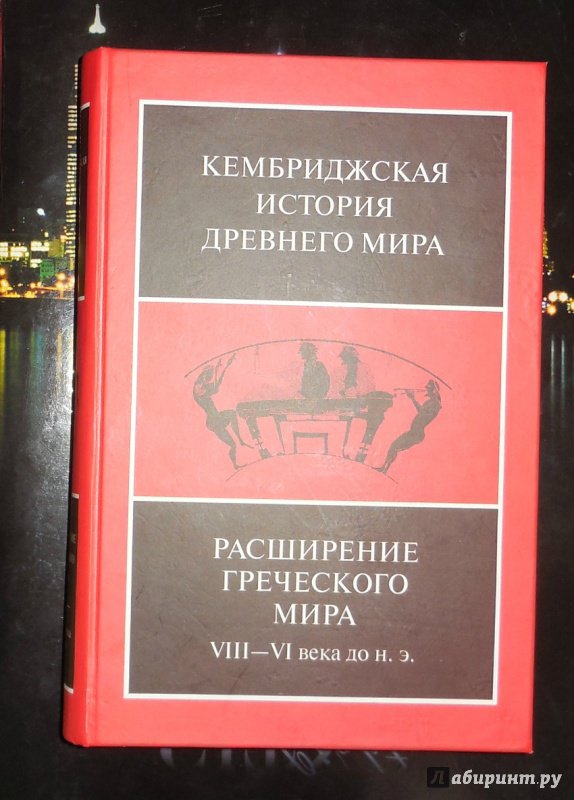 КЕМБРИДЖСКАЯ
ИСТОРИЯ
ДРЕВНЕГО МИРА
РАСШИРЕНИЕ
ГРЕЧЕСКОГО
МИРА
VIII—VI века до н. э.
Лабиринт.ру